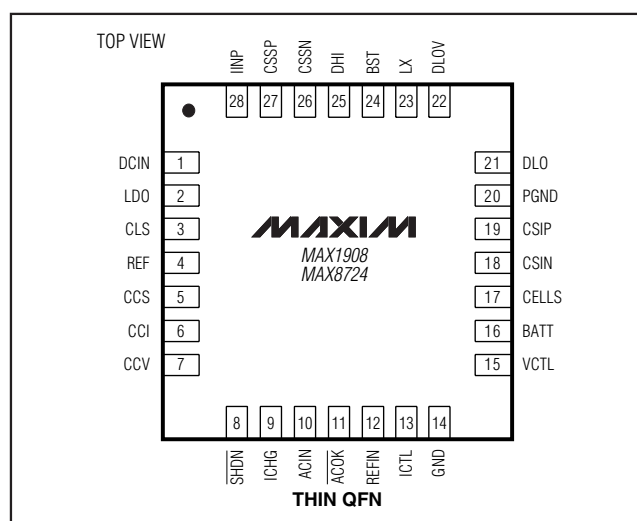 TOP VIEW
IINP CSSP CSSN DHI BST LX DLOV
28 27 26 25 24 23 22
DCIN 1 21 DLO
LDO 2 20 PGND
CLS 3 MAXIM 19 CSIP
REF 4 MAX1908 18 CSIN
MAX8724
CCS 5 17 CELLS
CCI 6 16 BATT
CCV 7 15 VCTL
8 9 10 11 12 13 14
SHDN ICHG ACIN ACOK REFIN ICTL GND
THIN QFN